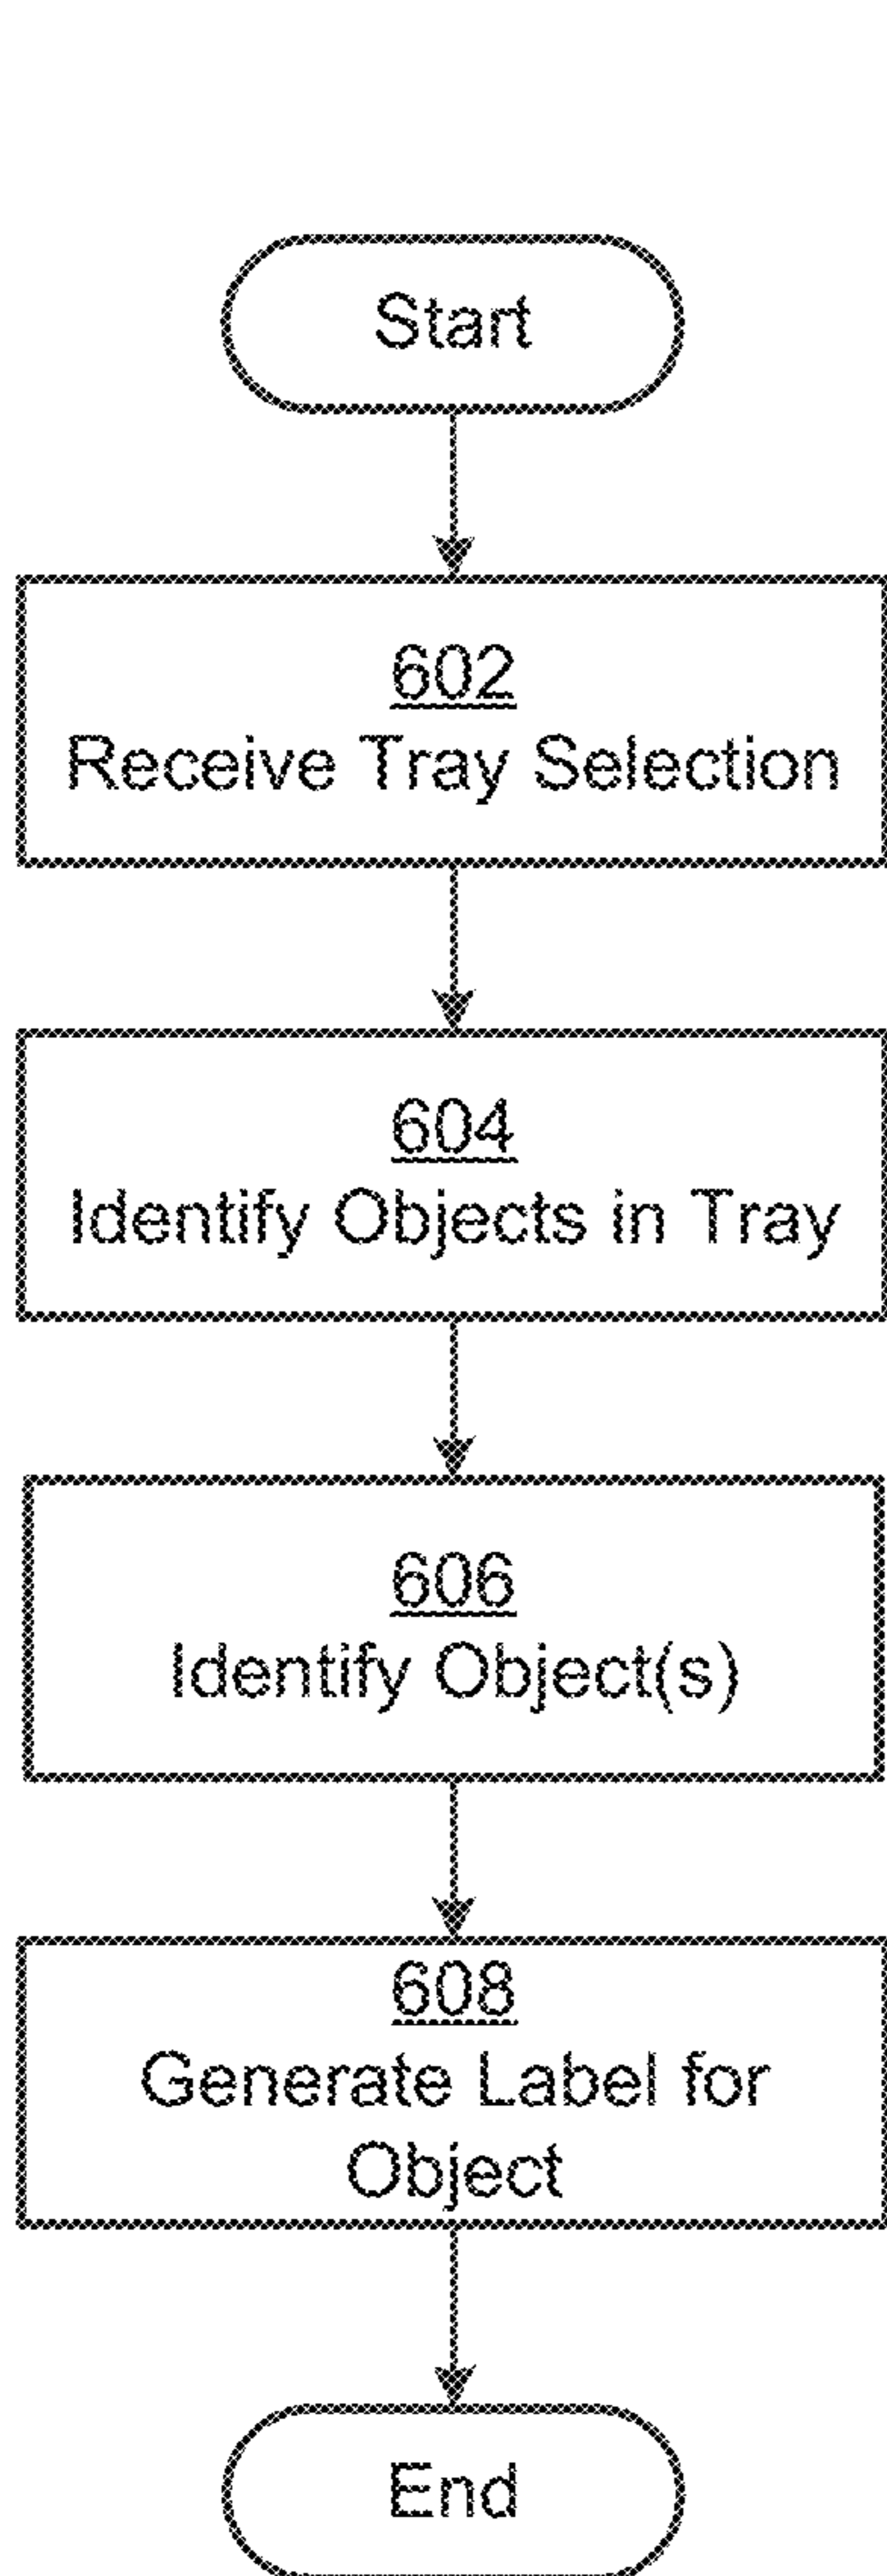 Start
602
Receive Tray Selection
604
Identify Objects in Tray
606
Identify Object(s)
608
Generate Label for
Object
End